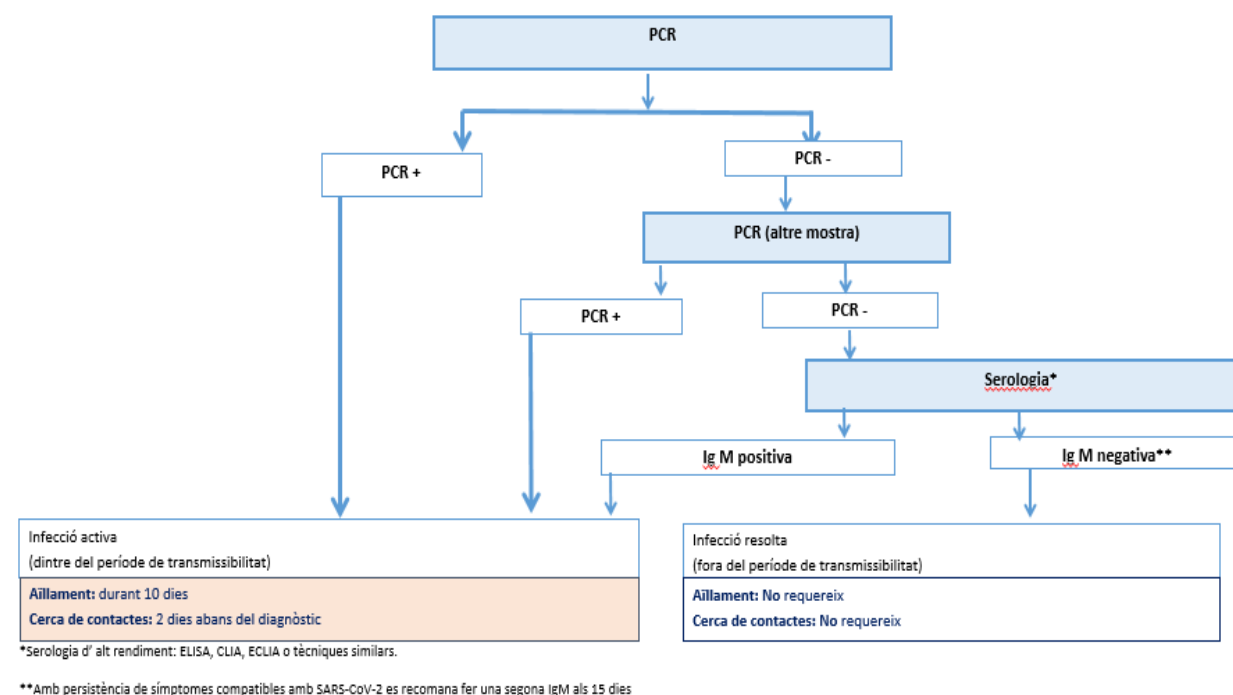 PCR
PCR +
PCR -
PCR (altre mostra)
PCR +
PCR -
Serologia*
Ig M positiva
Ig M negativa**
Infecció activa
(dintre del període de transmissibilitat)
Aïllament: durant 10 dies
Cerca de contactes: 2 dies abans del diagnòstic
Infecció resolta
(fora del període de transmissibilitat)
Aïllament: No requereix
Cerca de contactes: No requereix
*Serologia d’ alt rendiment: ELISA, CLIA, ECLIA o tècniques similars.
**Amb persistència de símptomes compatibles amb SARS-CoV-2 es recomana fer una segona IgM als 15 dies